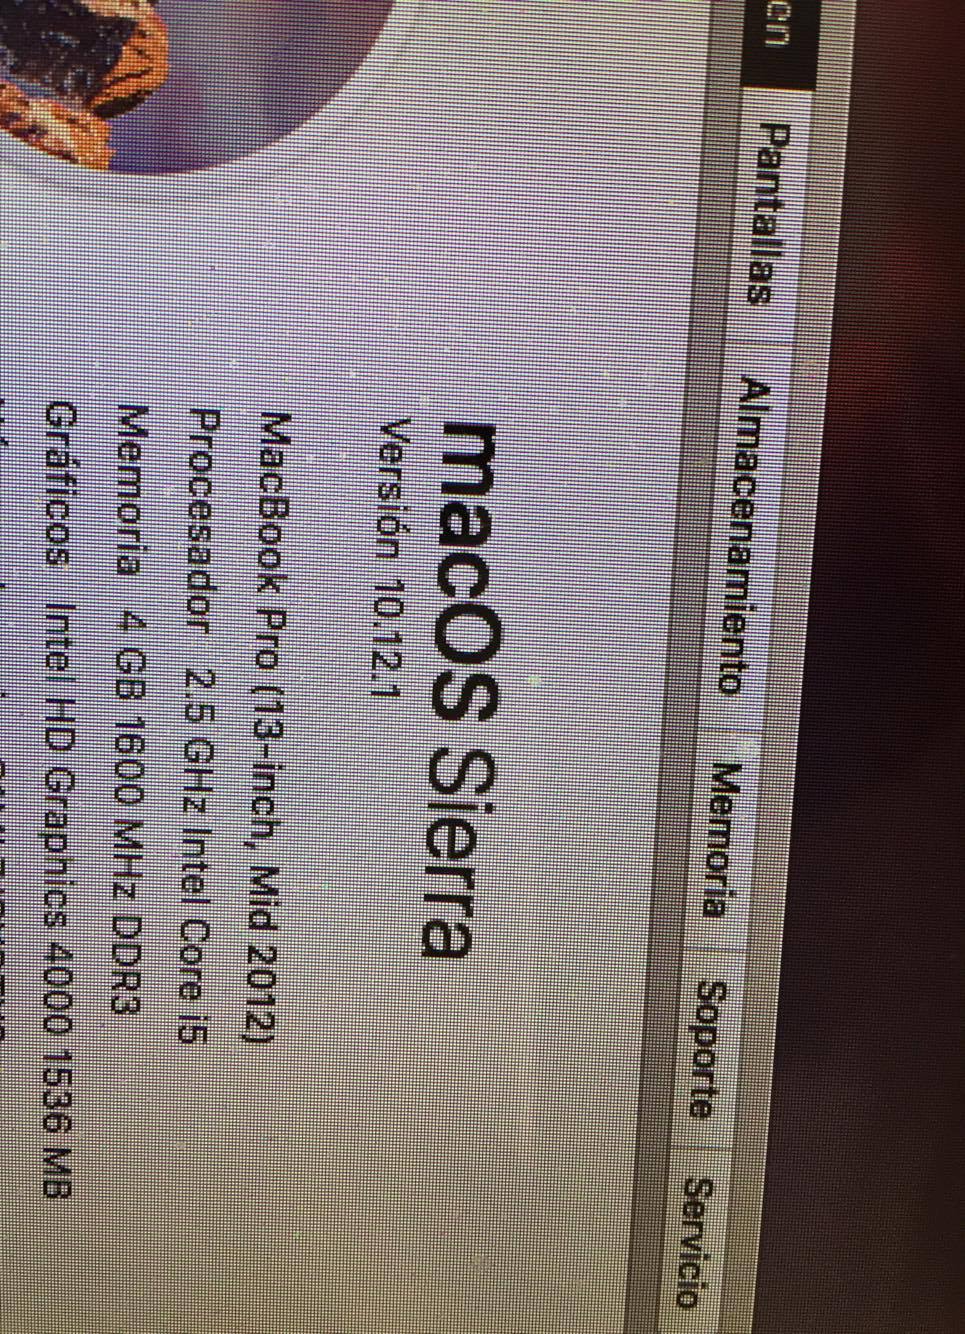 Pantallas Almacenamiento Memoria Soporte Servicio
macOS Sierra
Versión 10.12.1
MacBook Pro (13-inch, Mid 2012)
Procesador 2.5 GHz Intel Core i5
Memoria 4 GB 1600 MHz DDR3
Gráficos Intel HD Graphics 4000 1536 MB